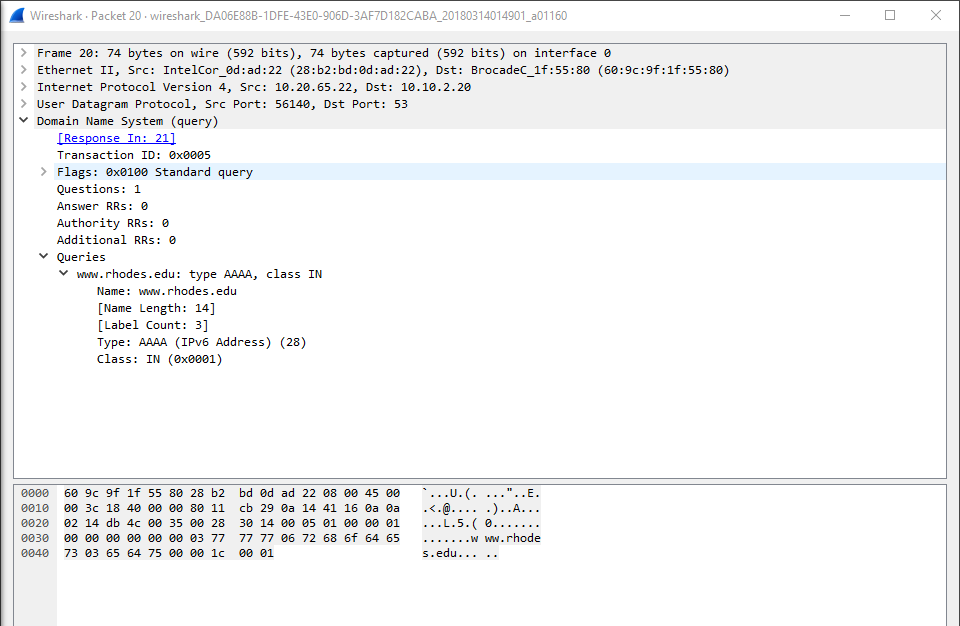 Wireshark · Packet 20 · wireshark_DA06E88B-1DFE-43E0-906D-3AF7D182CABA_20180314014901_a01160
Frame 20: 74 bytes on wire (592 bits), 74 bytes captured (592 bits) on interface 0
Ethernet II, Src: IntelCor_0d:ad:22 (28:b2:bd:0d:ad:22), Dst: BrocadeC_1f:55:80 (60:9c:9f:1f:55:80)
Internet Protocol Version 4, Src: 10.20.65.22, Dst: 10.10.2.20
User Datagram Protocol, Src Port: 56140, Dst Port: 53
Domain Name System (query)
[Response In: 21]
Transaction ID: 0x0005
Flags: 0x0100 Standard query
Questions: 1
Answer RRs: 0
Authority RRs: 0
Additional RRs: 0
Queries
www.rhodes.edu: type AAAA, class IN
Name: www.rhodes.edu
[Name Length: 14]
[Label Count: 3]
Type: AAAA (IPv6 Address) (28)
Class: IN (0x0001)
0000 60 9c 9f 1f 55 80 28 b2 bd 0d ad 22 08 00 45 00 `...U.(. ..."..E.
0010 00 3c 18 40 00 00 80 11 cb 29 0a 14 41 16 0a 0a .<.@.... .)..A...
0020 02 14 db 4c 00 35 00 28 30 14 00 05 01 00 00 01 ...L.5.( 0.......
0030 00 00 00 00 00 00 03 77 77 77 06 72 68 6f 64 65 .......w ww.rhode
0040 73 03 65 64 75 00 00 1c 00 01 s.edu... ..